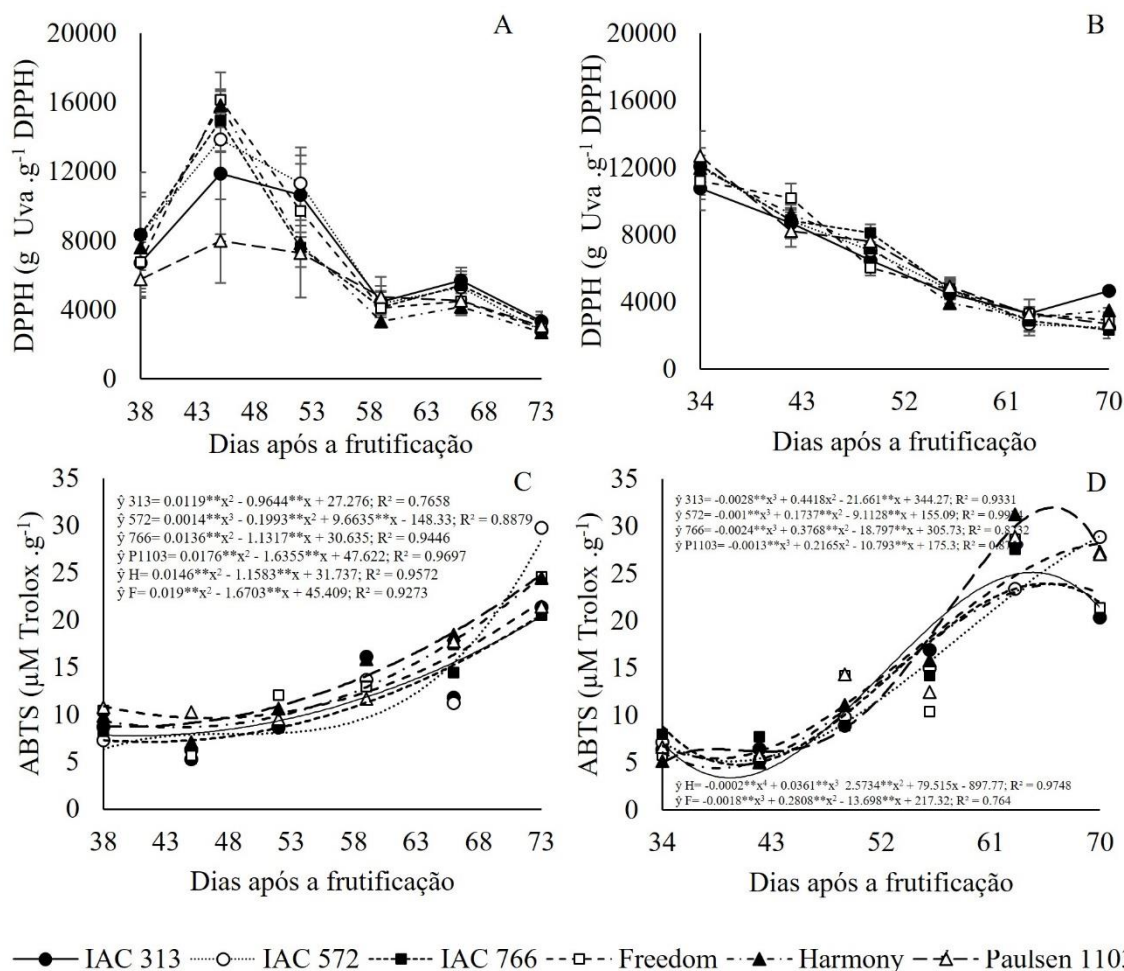 A
20000
16000
12000
8000
4000
0
DPPH (g Uva .g⁻¹ DPPH)
38 43 48 53 58 63 68 73
Dias após a frutificação
B
20000
16000
12000
8000
4000
0
DPPH (g Uva .g⁻¹ DPPH)
34 43 52 61 70
Dias após a frutificação
C
35
30
25
20
15
10
5
0
ABTS (µM Trolox .g⁻¹)
ŷ 313= 0.0119**x² - 0.9644**x + 27.276; R² = 0.7658
ŷ 572= 0.0014**x³ - 0.1993**x² + 9.6635**x - 148.33; R² = 0.8879
ŷ 766= 0.0136**x² - 1.1317**x + 30.635; R² = 0.9446
ŷ P1103= 0.0176**x² - 1.6355**x + 47.622; R² = 0.9697
ŷ H= 0.0146**x² - 1.1583**x + 31.737; R² = 0.9572
ŷ F= 0.019**x² - 1.6703**x + 45.409; R² = 0.9273
38 43 48 53 58 63 68 73
Dias após a frutificação
D
35
30
25
20
15
10
5
0
ABTS (µM Trolox .g⁻¹)
ŷ 313= -0.0028**x³ + 0.4418x² - 21.661**x + 344.27; R² = 0.9331
ŷ 572= -0.001**x³ + 0.1737**x² - 9.1128**x + 155.09; R² =
ŷ 766= -0.0024**x³ + 0.3768**x² - 18.797**x + 305.73; R² =
ŷ P1103= -0.0013**x³ + 0.2165x² - 10.793**x + 175.3; R² =
ŷ H= -0.0002**x⁴ + 0.0361**x³ 2.5734**x² + 79.515x - 897.77; R² = 0.9748
ŷ F= -0.0018**x³ + 0.2808**x² - 13.698**x + 217.32; R² = 0.764
34 43 52 61 70
Dias após a frutificação
IAC 313 IAC 572 IAC 766 Freedom Harmony Paulsen